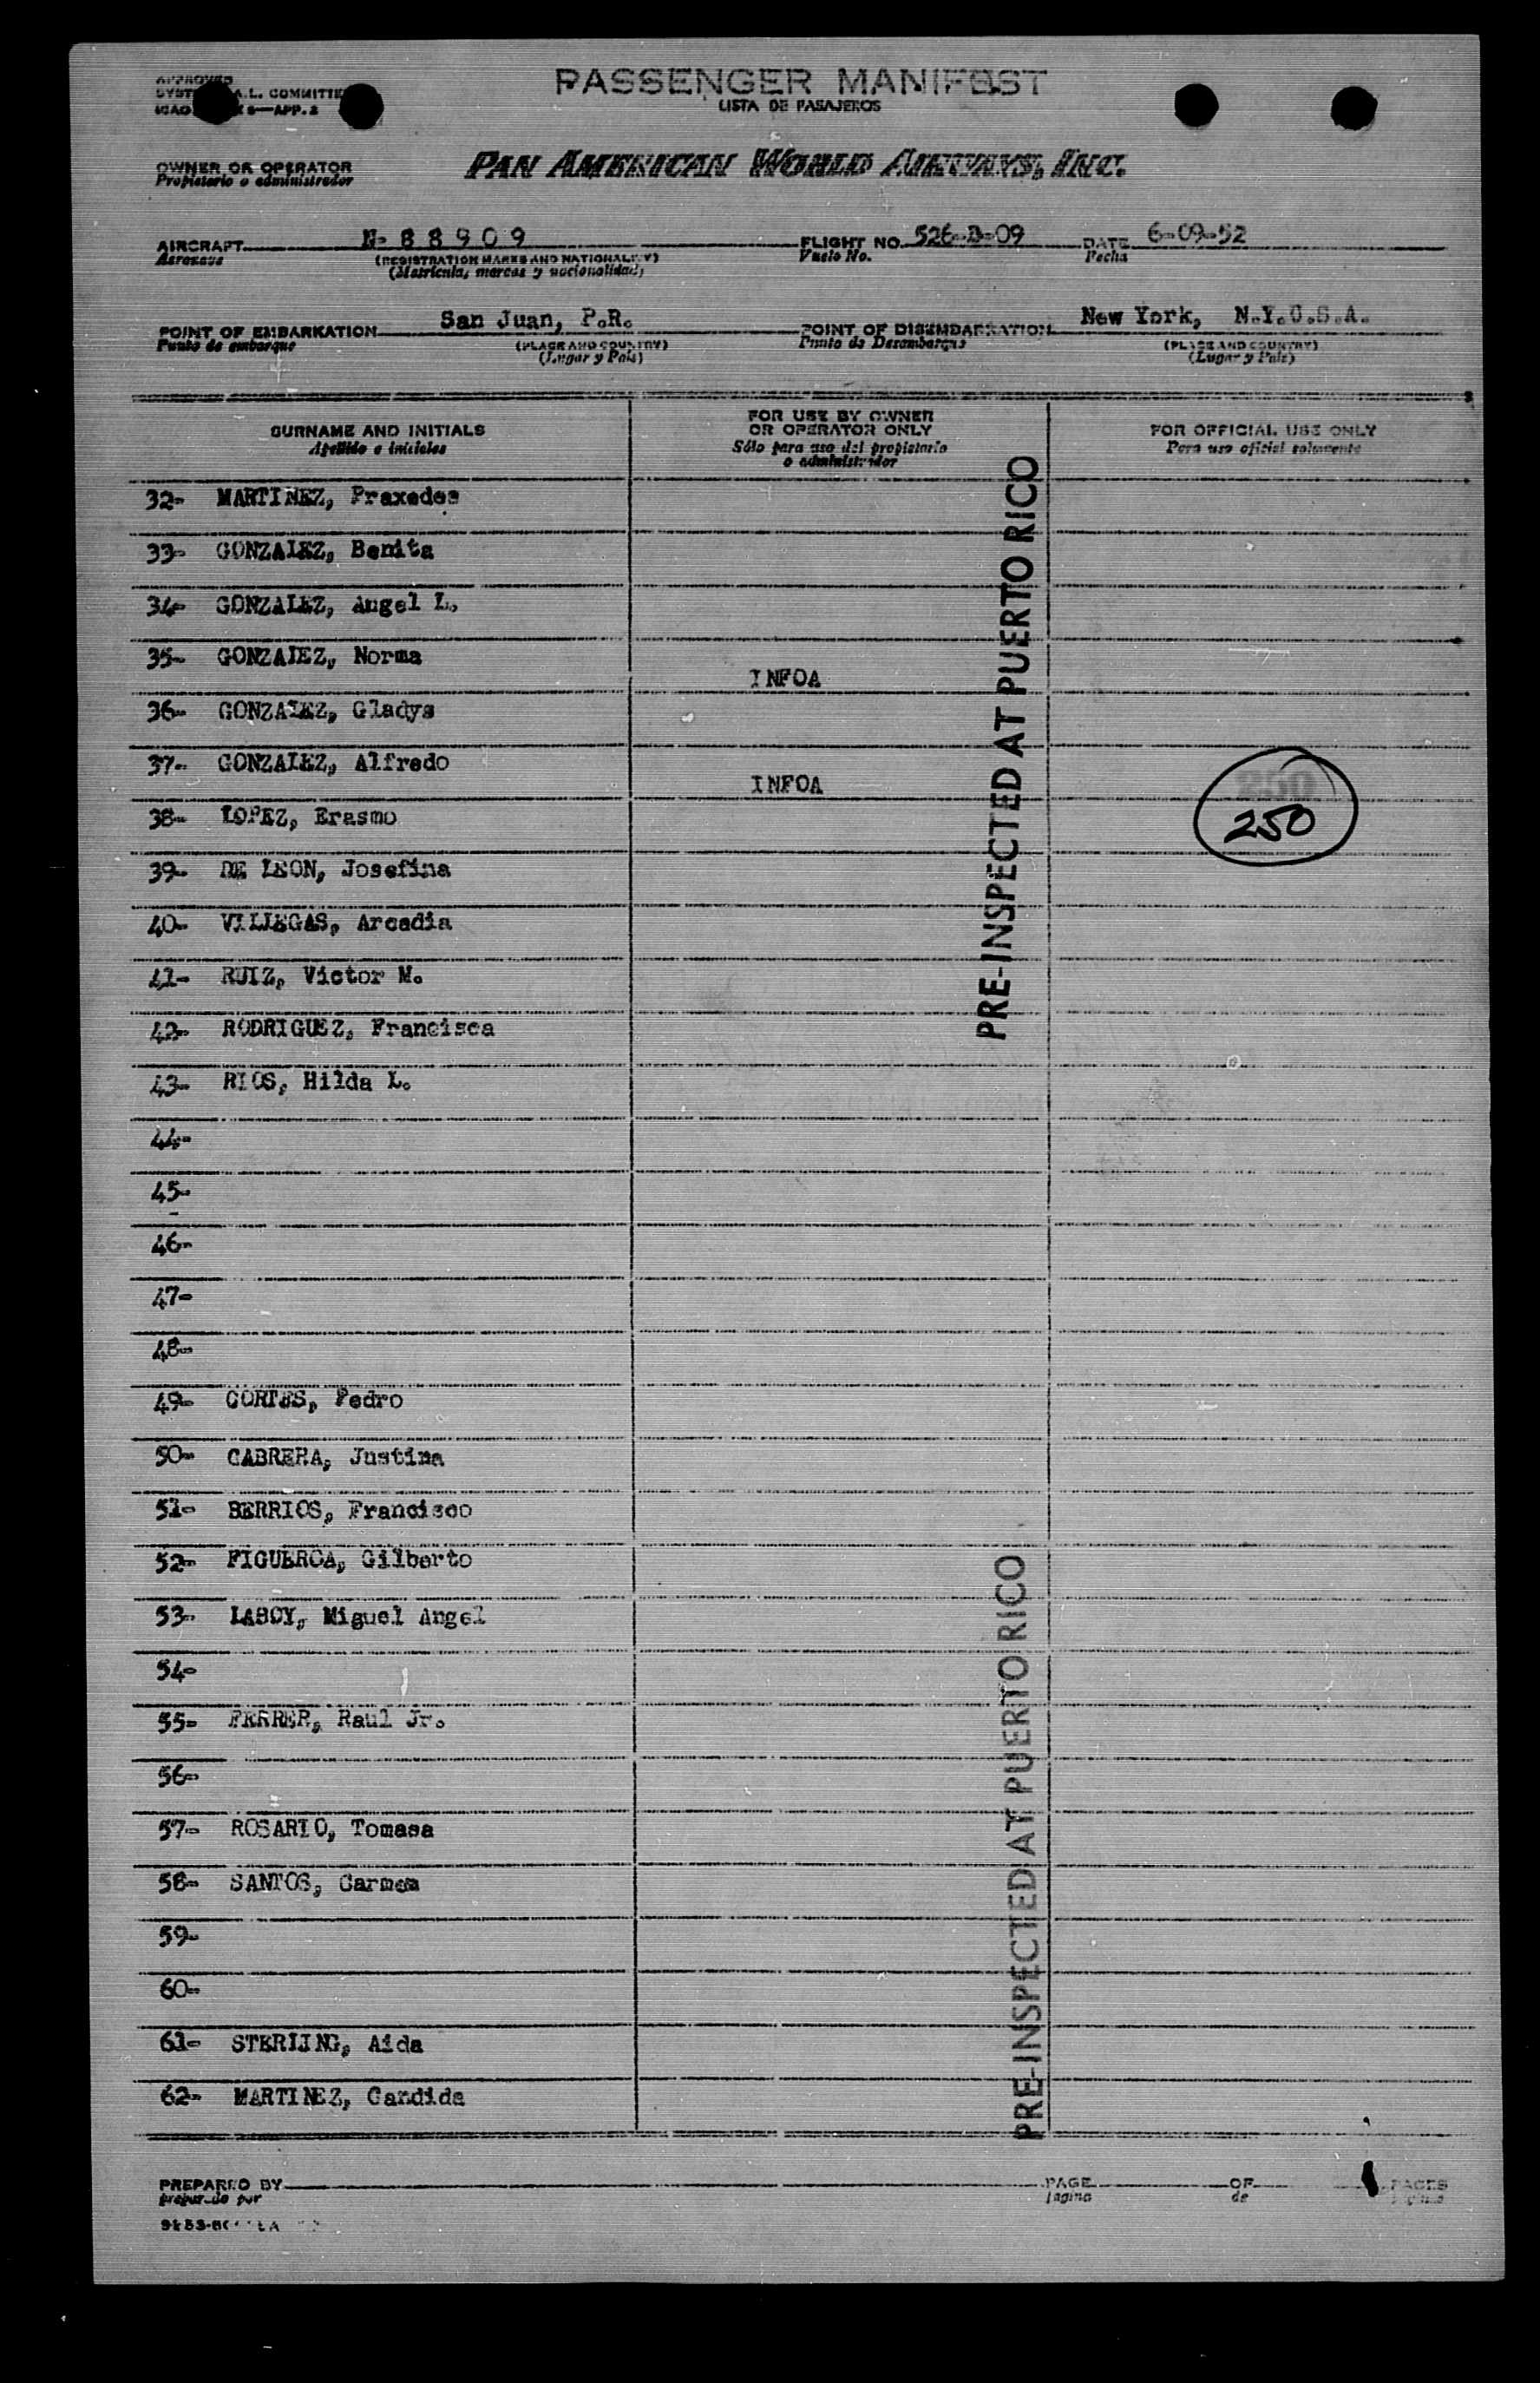 APPROVED
A.L. COMMITTEE
ICAO 9—APP. 2
PASSENGER MANIFEST
LISTA DE PASAJEROS
OWNER OR OPERATOR
Propietario o administrador
PAN AMERICAN WORLD AIRWAYS, INC.
AIRCRAFT N-88909 FLIGHT NO. 526-B-09 DATE 6-09-52
Aeronave (REGISTRATION MARKS AND NATIONALITY) Vuelo No. Fecha
(Matrícula, marcas y nacionalidad)
POINT OF EMBARKATION San Juan, P.R. POINT OF DISEMBARKATION New York, N.Y.U.S.A.
Punto de embarque (PLACE AND COUNTRY) Punto de Desembarque (PLACE AND COUNTRY)
(Lugar y País) (Lugar y País)
SURNAME AND INITIALS
Apellido e iniciales
FOR USE BY OWNER
OR OPERATOR ONLY
Sólo para uso del propietario
o administrador
FOR OFFICIAL USE ONLY
Para uso oficial solamente
32- MARTINEZ, Praxedes
33- GONZALEZ, Benita
34- GONZALEZ, Angel L.
35- GONZALEZ, Norma INFOA
36- GONZALEZ, Gladys
37- GONZALEZ, Alfredo INFOA
250
250
38- LOPEZ, Erasmo
39- DE LEON, Josefina
40- VILLEGAS, Arcadia
41- RUIZ, Victor M.
42- RODRIGUEZ, Francisca
43- RIOS, Hilda L.
PRE-INSPECTED AT PUERTO RICO
44-
45-
46-
47-
48-
49- CORTES, Pedro
50- CABRERA, Justina
51- BERRIOS, Francisco
52- FIGUEROA, Gilberto
53- LABOY, Miguel Angel
54-
55- FERRER, Raul Jr.
56-
57- ROSARIO, Tomasa
58- SANTOS, Carmen
59-
60-
61- STERLING, Aida
62- MARTINEZ, Candida
PRE-INSPECTED AT PUERTO RICO
PREPARED BY PAGE OF PAGES
preparado por página de